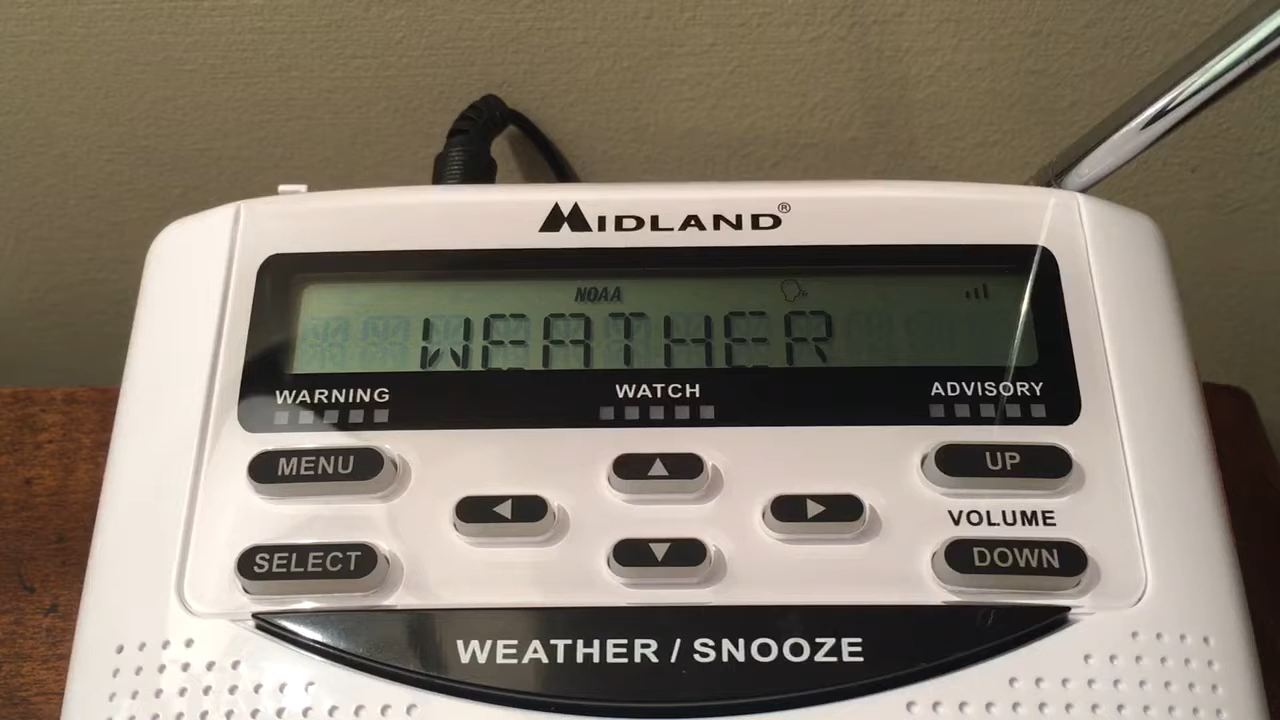 MIDLAND®
NOAA
WEATHER
WARNING WATCH ADVISORY
MENU UP
VOLUME
SELECT DOWN
WEATHER / SNOOZE